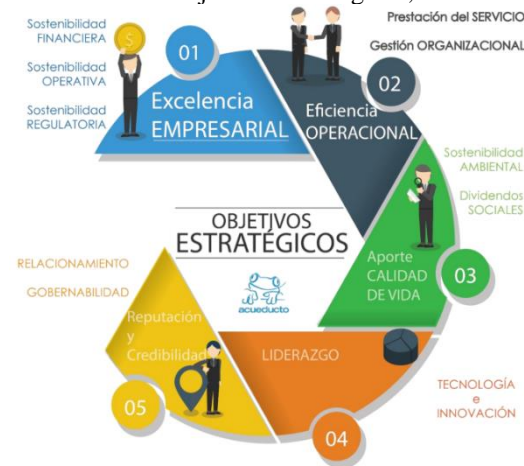 Sostenibilidad
FINANCIERA
Sostenibilidad
OPERATIVA
Sostenibilidad
REGULATORIA
$
01
Excelencia
EMPRESARIAL
Prestación del SERVICIO
Gestión ORGANIZACIONAL
02
Eficiencia
OPERACIONAL
Sostenibilidad
AMBIENTAL
Dividendos
SOCIALES
Aporte
CALIDAD
DE VIDA
03
OBJETIVOS
ESTRATÉGICOS
acueducto
RELACIONAMIENTO
GOBERNABILIDAD
Reputación
y
Credibilidad
05
LIDERAZGO
04
TECNOLOGÍA
e
INNOVACIÓN